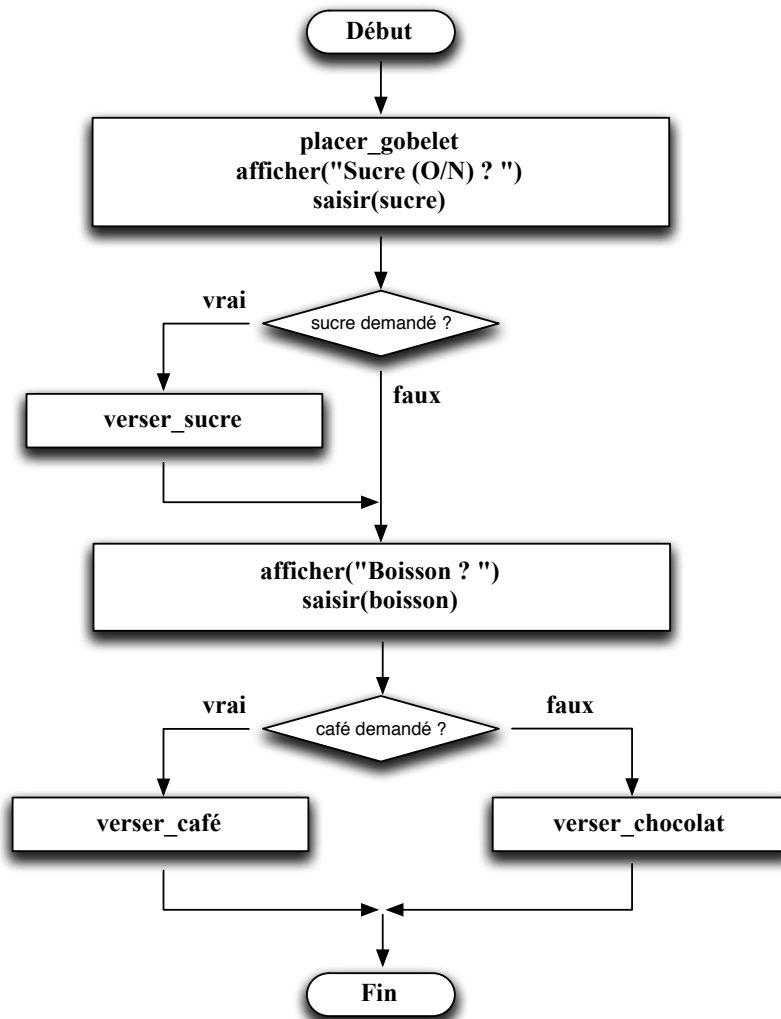 Début
placer_gobelet
afficher("Sucre (O/N) ? ")
saisir(sucre)
vrai
sucre demandé ?
faux
verser_sucre
afficher("Boisson ? ")
saisir(boisson)
vrai
café demandé ?
faux
verser_café
verser_chocolat
Fin